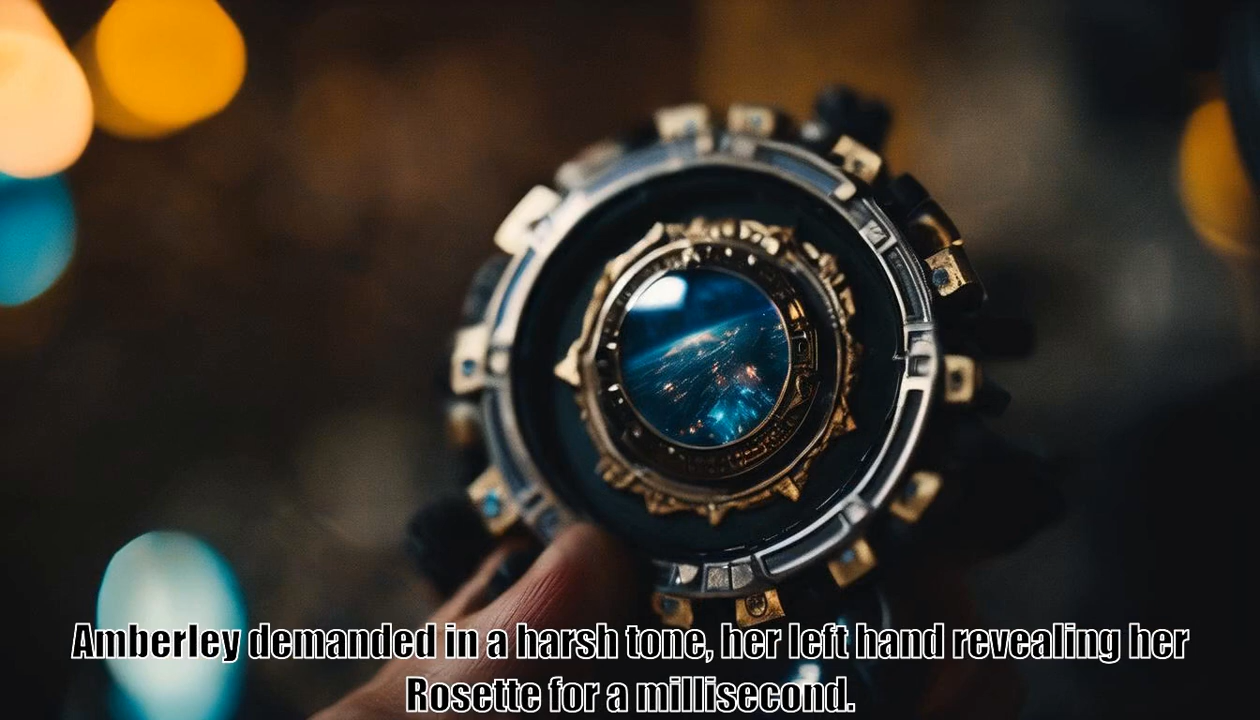 Amberley demanded in a harsh tone, her left hand revealing her
Rosette for a millisecond.